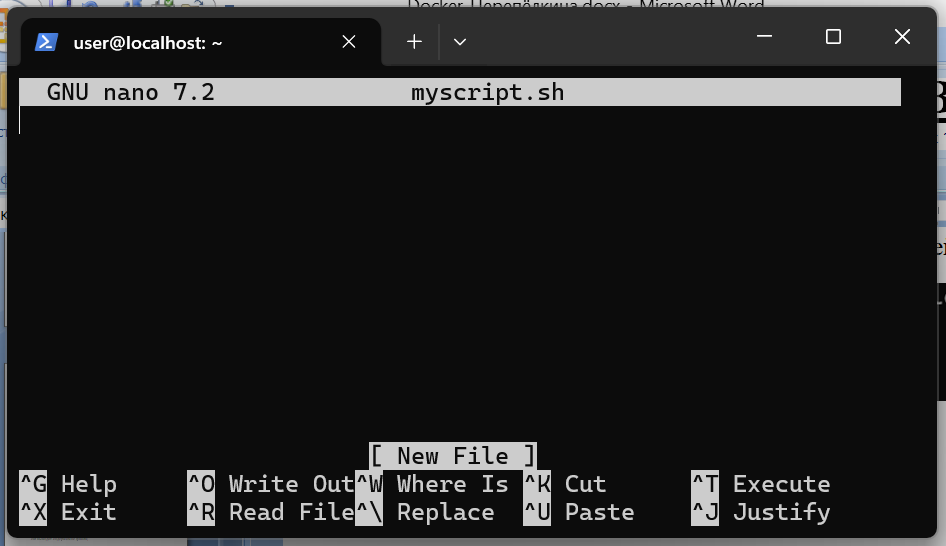 Docker Перепёлкина.docx - Microsoft Word
user@localhost: ~
GNU nano 7.2 myscript.sh
[ New File ]
^G Help ^O Write Out ^W Where Is ^K Cut ^T Execute
^X Exit ^R Read File ^\ Replace ^U Paste ^J Justify